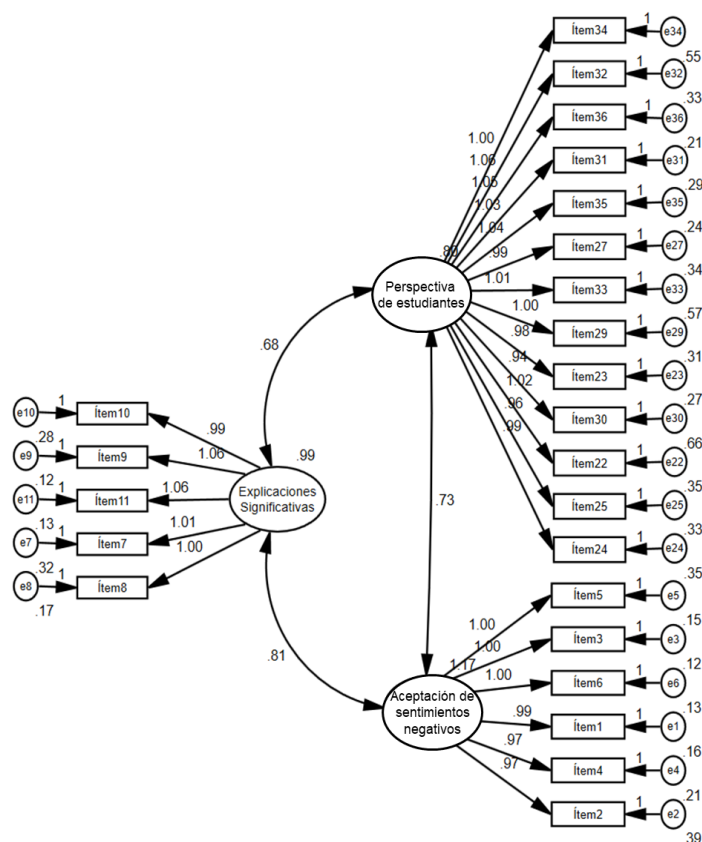 Ítem34 1 e34
.55
Ítem32 1 e32
.33
Ítem36 1 e36
.21
Ítem31 1 e31
.29
Ítem35 1 e35
.24
Ítem27 1 e27
.34
Ítem33 1 e33
.57
Ítem29 1 e29
.31
Ítem23 1 e23
.27
Ítem30 1 e30
.66
Ítem22 1 e22
.35
Ítem25 1 e25
.33
Ítem24 1 e24
.35
1.00
1.06
1.05
1.03
1.04
.99
1.01
1.00
.98
.94
1.02
.96
.99
.80
Perspectiva
de estudiantes
.68
.73
.81
e10 1 Ítem10
.28
e9 1 Ítem9
.12
e11 1 Ítem11
.13
e7 1 Ítem7
.32
e8 1 Ítem8
.17
.99
1.06
1.06
1.01
1.00
.99
Explicaciones
Significativas
Ítem5 1 e5
.15
Ítem3 1 e3
.12
Ítem6 1 e6
.13
Ítem1 1 e1
.16
Ítem4 1 e4
.21
Ítem2 1 e2
.39
1.00
1.00
1.00
.99
.97
.97
1.17
Aceptación de
sentimientos
negativos